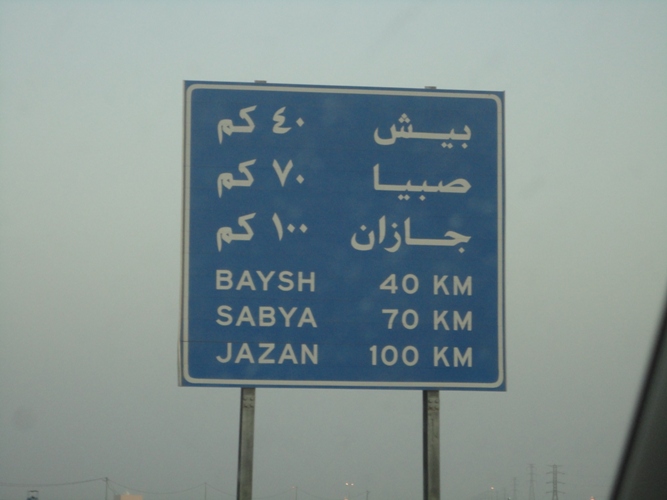 بيش ٤٠ كم
صبيا ٧٠ كم
جازان ١٠٠ كم
BAYSH 40 KM
SABYA 70 KM
JAZAN 100 KM